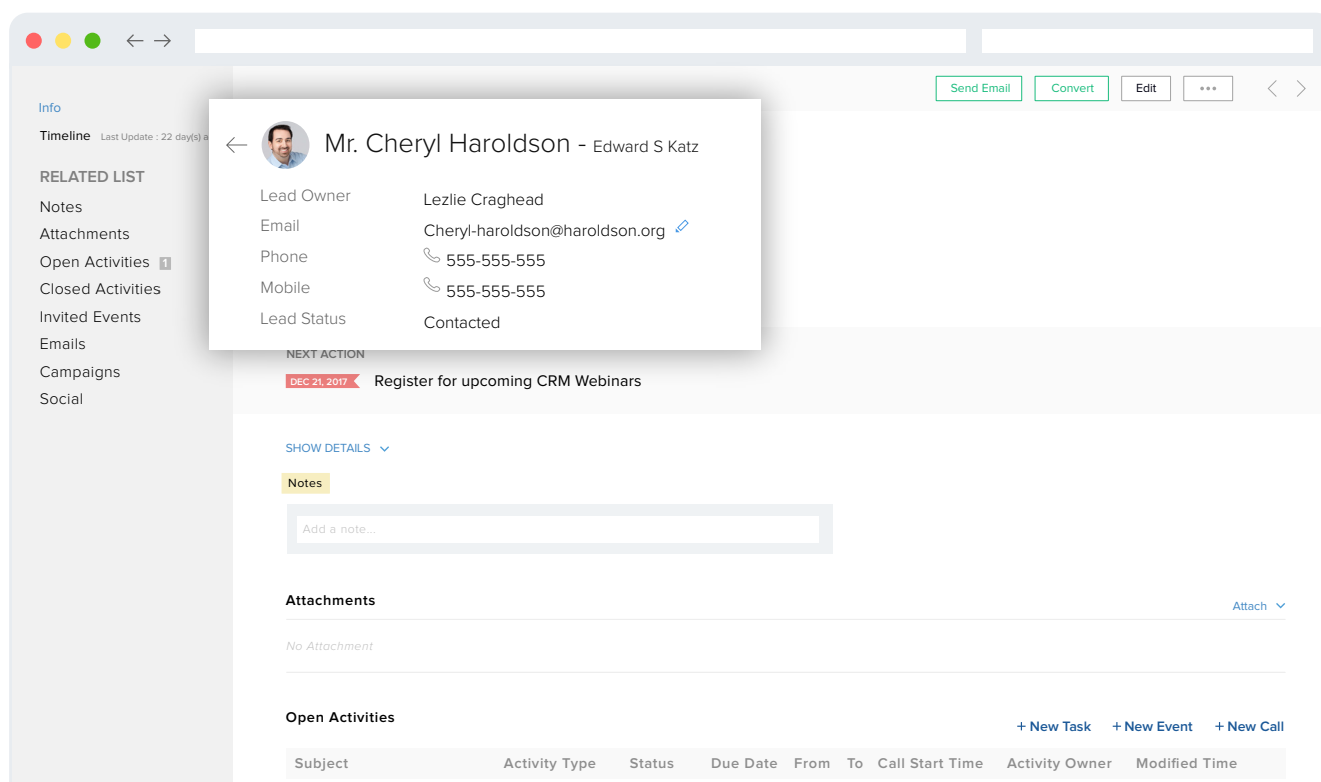 Send Email Convert Edit
Info
Timeline Last Update : 22 day(s) a
RELATED LIST
Notes
Attachments
Open Activities 1
Closed Activities
Invited Events
Emails
Campaigns
Social
Mr. Cheryl Haroldson - Edward S Katz
Lead Owner Lezlie Craghead
Email Cheryl-haroldson@haroldson.org
Phone 555-555-555
Mobile 555-555-555
Lead Status Contacted
NEXT ACTION
DEC 21, 2017 Register for upcoming CRM Webinars
SHOW DETAILS
Notes
Add a note...
Attachments Attach
No Attachment
Open Activities + New Task + New Event + New Call
Subject Activity Type Status Due Date From To Call Start Time Activity Owner Modified Time